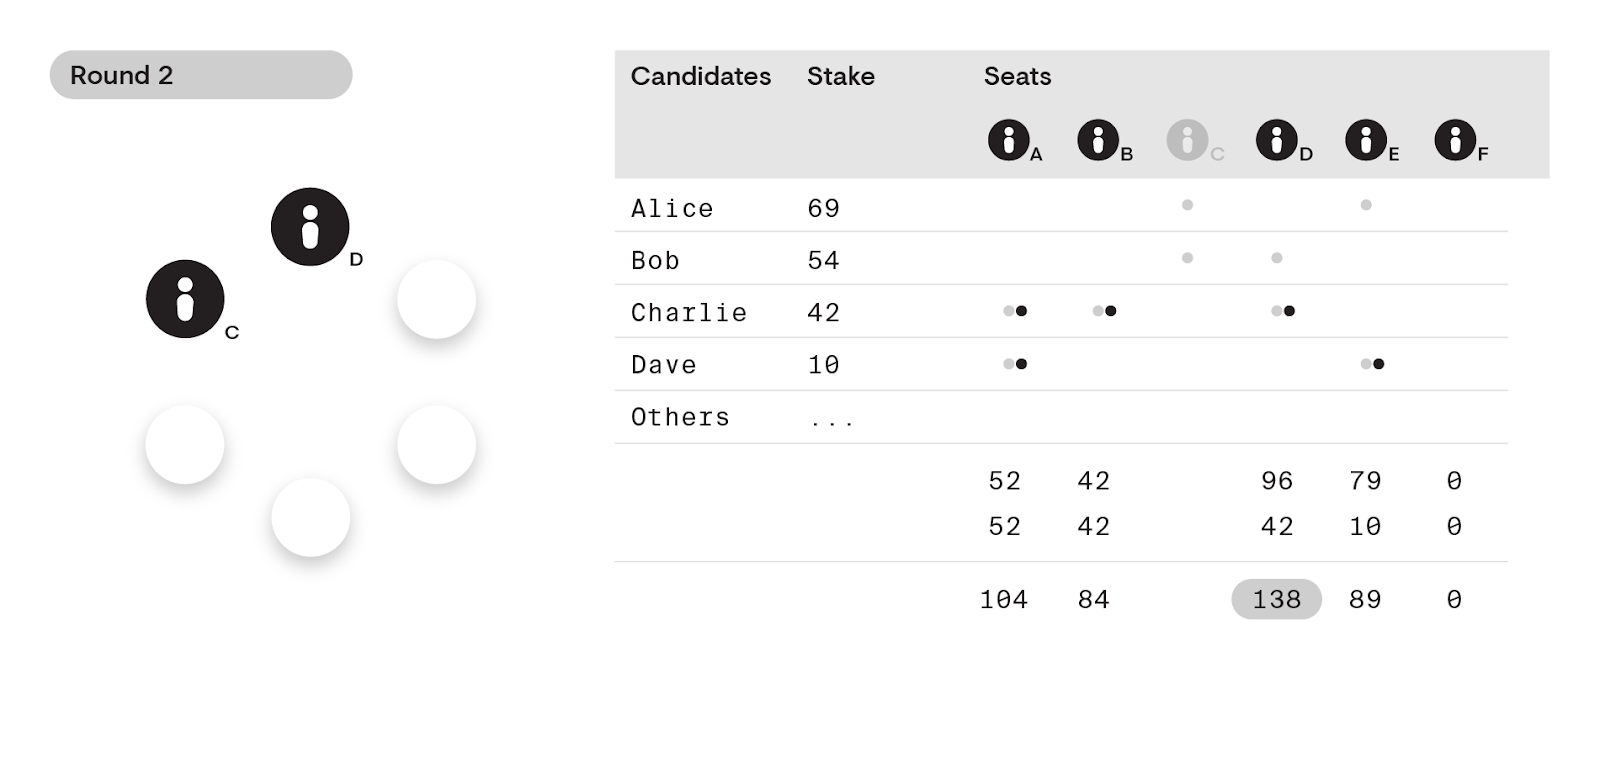 Round 2
D
C
Candidates Stake Seats
A B C D E F
Alice 69
Bob 54
Charlie 42
Dave 10
Others ...
52 42 96 79 0
52 42 42 10 0
104 84 138 89 0